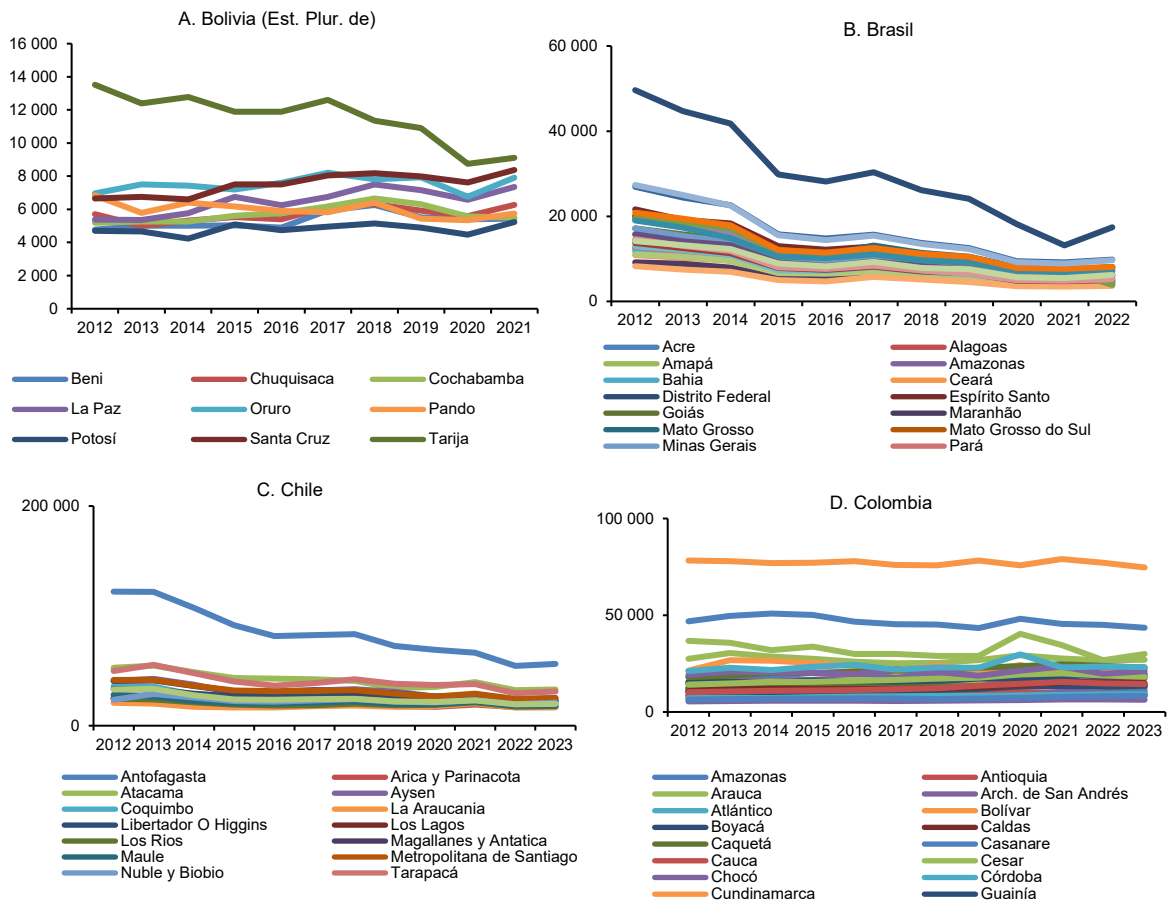 A. Bolivia (Est. Plur. de)
16 000
14 000
12 000
10 000
8 000
6 000
4 000
2 000
0
2012 2013 2014 2015 2016 2017 2018 2019 2020 2021
Beni Chuquisaca Cochabamba
La Paz Oruro Pando
Potosí Santa Cruz Tarija
B. Brasil
60 000
40 000
20 000
0
2012 2013 2014 2015 2016 2017 2018 2019 2020 2021 2022
Acre Alagoas
Amapá Amazonas
Bahia Ceará
Distrito Federal Espírito Santo
Goiás Maranhão
Mato Grosso Mato Grosso do Sul
Minas Gerais Pará
C. Chile
200 000
0
2012 2013 2014 2015 2016 2017 2018 2019 2020 2021 2022 2023
Antofagasta Arica y Parinacota
Atacama Aysen
Coquimbo La Araucania
Libertador O Higgins Los Lagos
Los Rios Magallanes y Antatica
Maule Metropolitana de Santiago
Nuble y Biobio Tarapacá
D. Colombia
100 000
50 000
0
2012 2013 2014 2015 2016 2017 2018 2019 2020 2021 2022 2023
Amazonas Antioquia
Arauca Arch. de San Andrés
Atlántico Bolívar
Boyacá Caldas
Caquetá Casanare
Cauca Cesar
Chocó Córdoba
Cundinamarca Guainía